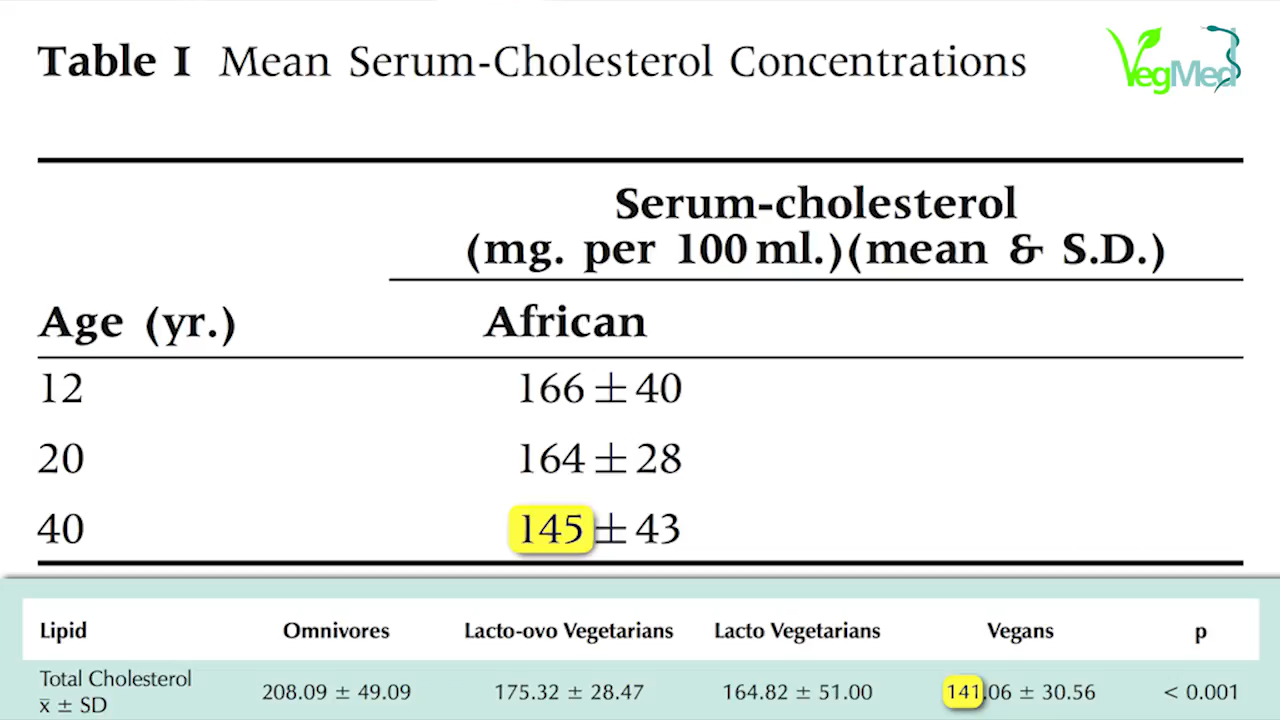 Table I Mean Serum-Cholesterol Concentrations
VegMed
Serum-cholesterol
(mg. per 100 ml.)(mean & S.D.)
Age (yr.) African
12 166 ± 40
20 164 ± 28
40 145 ± 43
Lipid Omnivores Lacto-ovo Vegetarians Lacto Vegetarians Vegans p
Total Cholesterol
x̅ ± SD 208.09 ± 49.09 175.32 ± 28.47 164.82 ± 51.00 141.06 ± 30.56 < 0.001